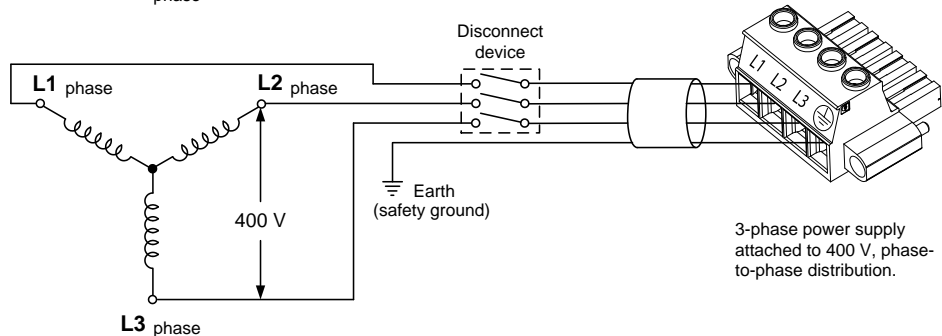 phase
Disconnect
device
L1 phase
L2 phase
L1 L2 L3
Earth
(safety ground)
400 V
3-phase power supply
attached to 400 V, phase-
to-phase distribution.
L3 phase